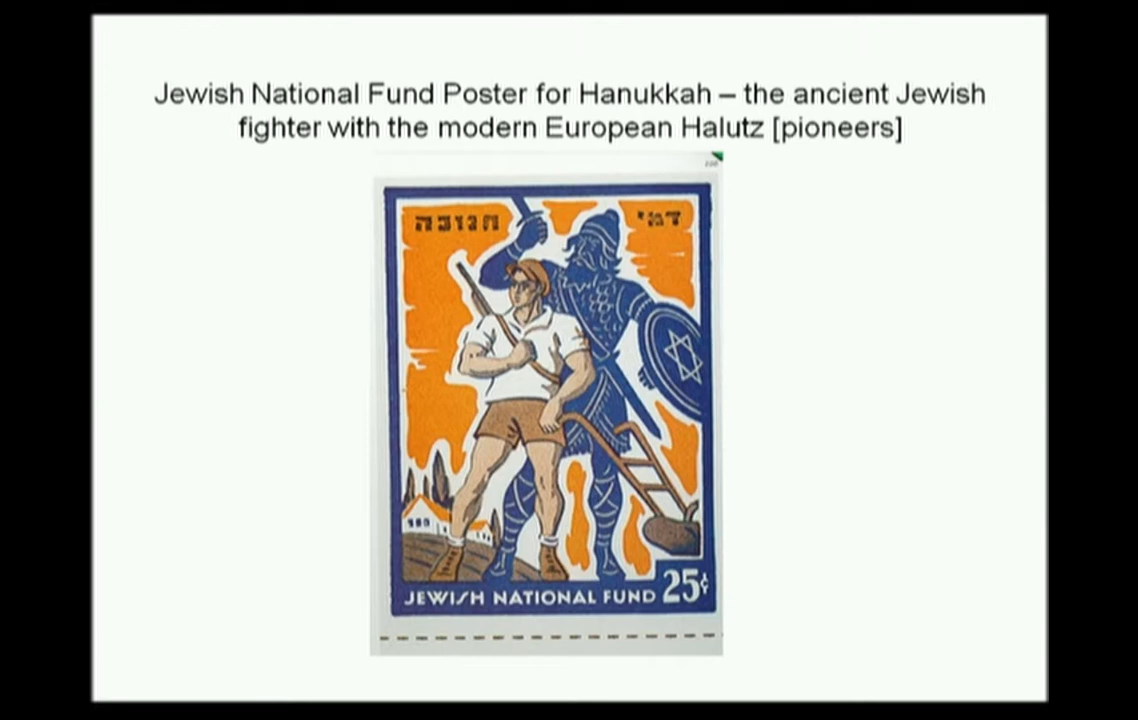 Jewish National Fund Poster for Hanukkah – the ancient Jewish
fighter with the modern European Halutz [pioneers]
דמי
חנוכה
JEWISH NATIONAL FUND 25¢